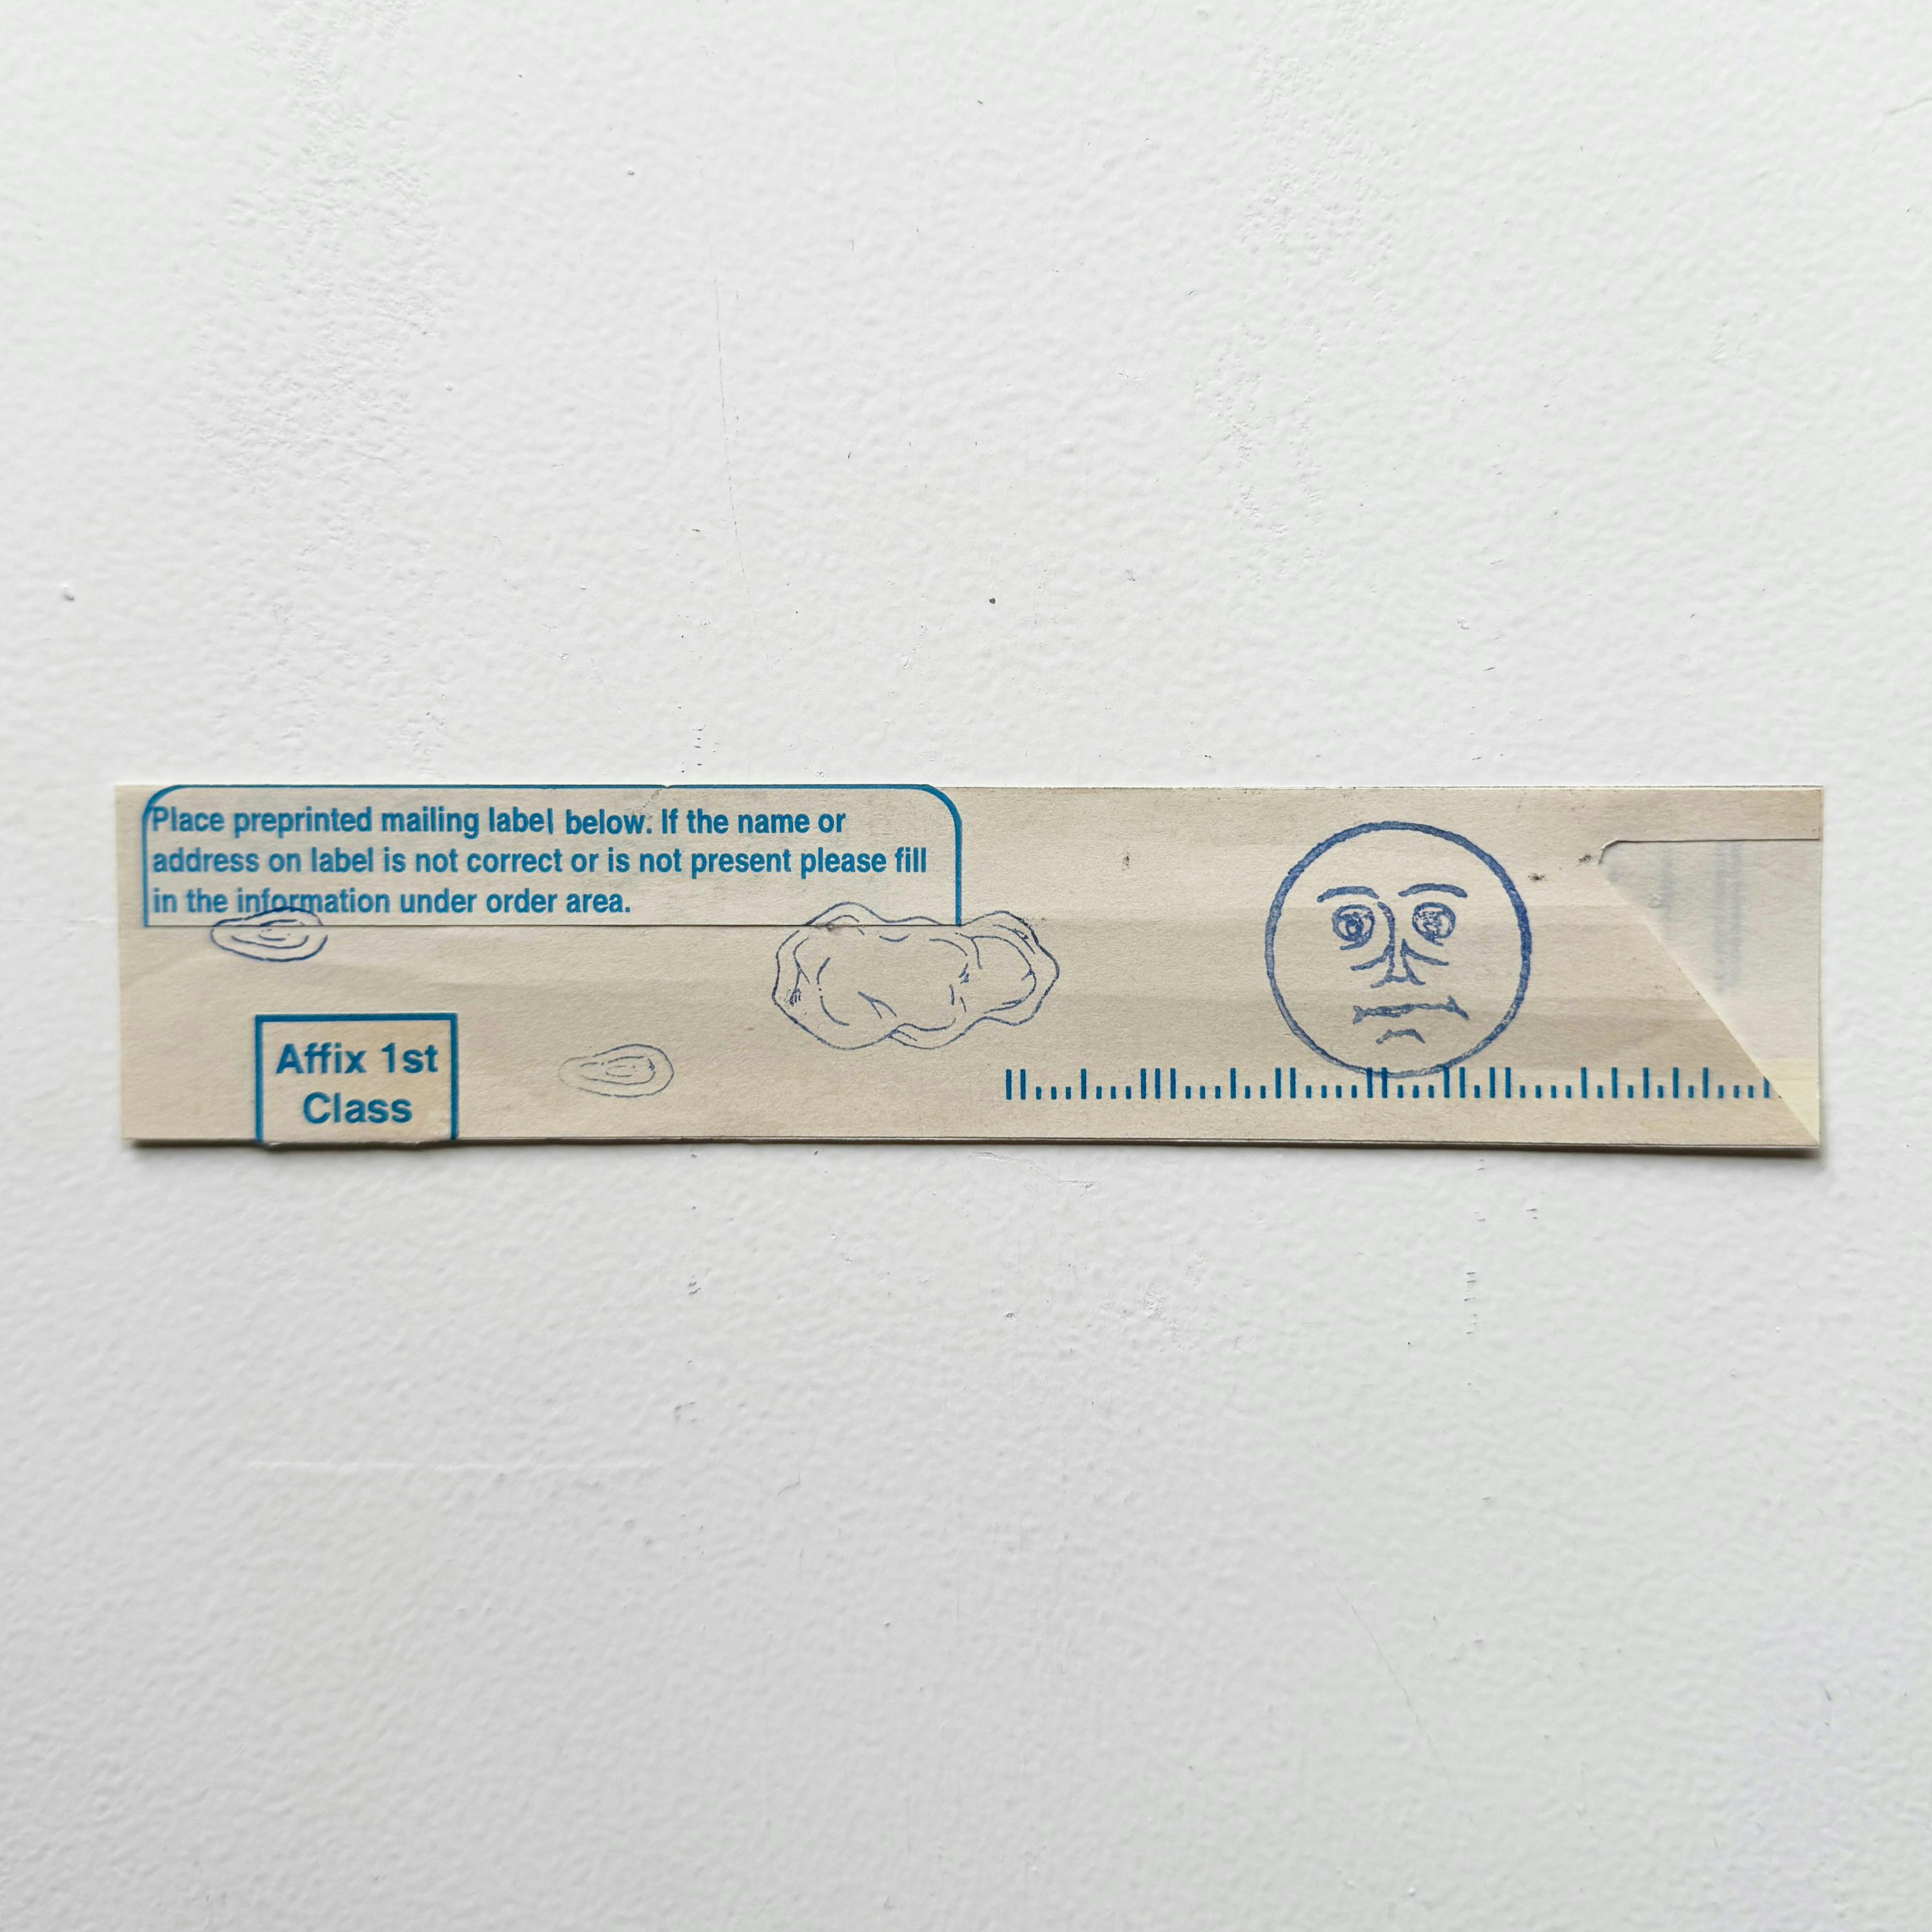 Place preprinted mailing label below. If the name or
address on label is not correct or is not present please fill
in the information under order area.
Affix 1st
Class